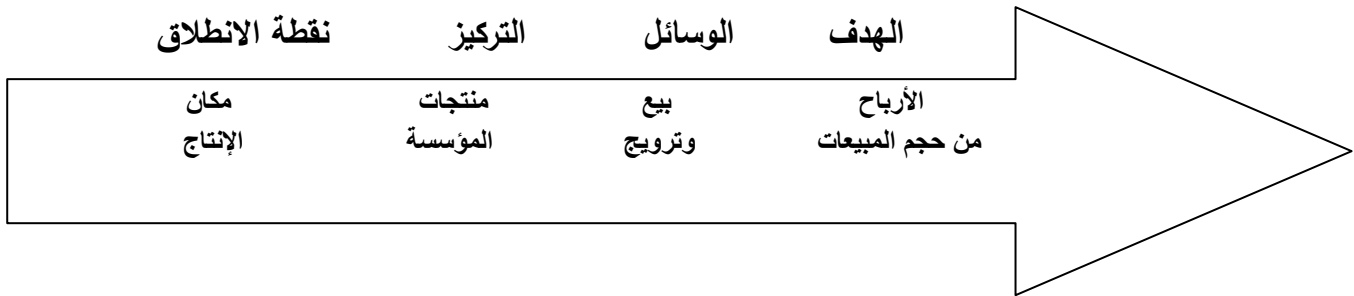 الهدف الوسائل التركيز نقطة الانطلاق
الأرباح بيع منتجات مكان
من حجم المبيعات وترويج المؤسسة الإنتاج